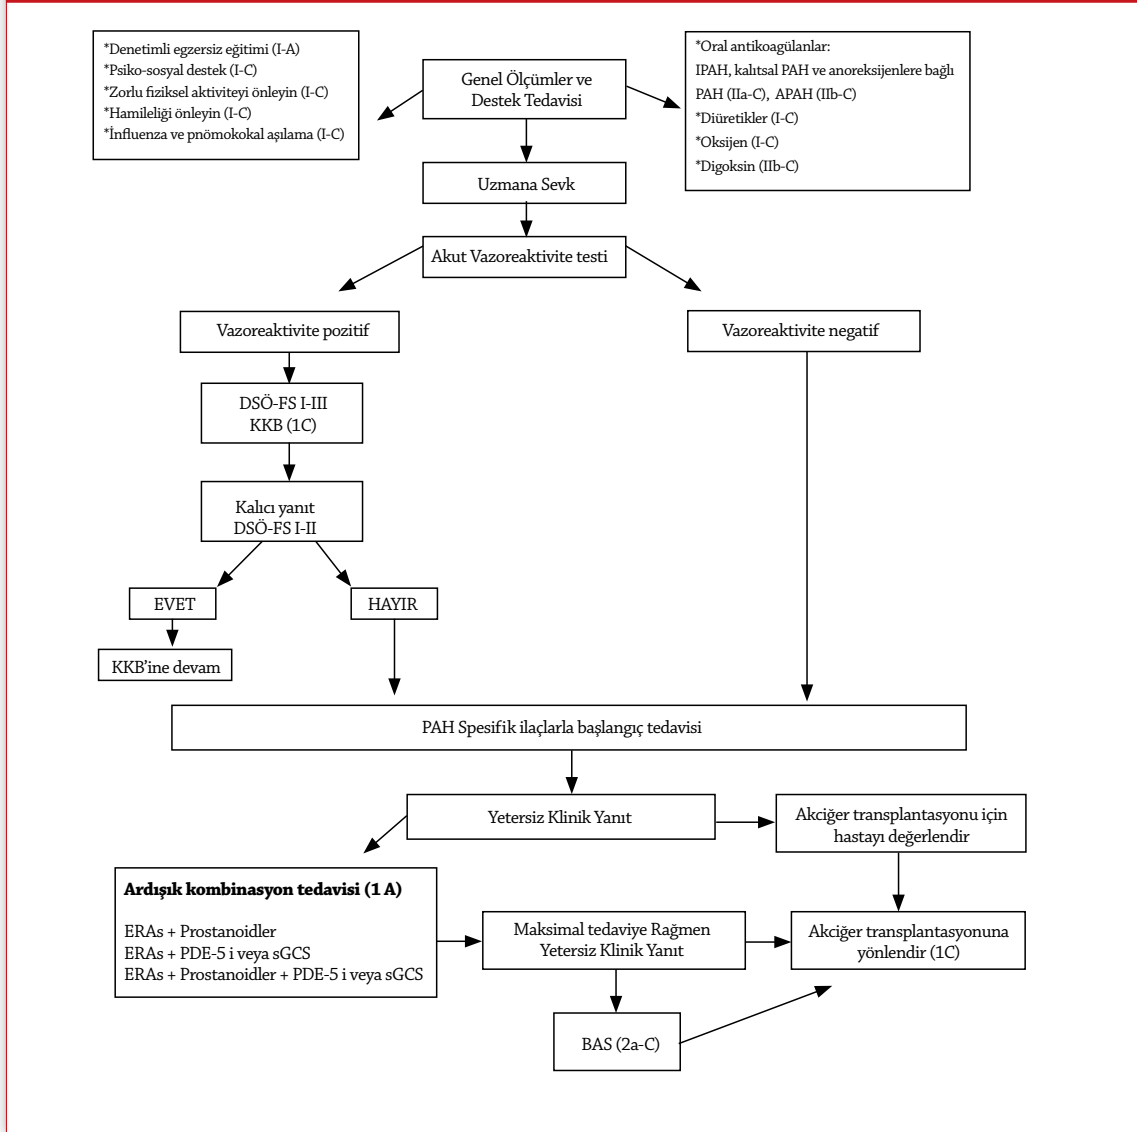 *Denetimli egzersiz eğitimi (I-A)
*Psiko-sosyal destek (I-C)
*Zorlu fiziksel aktiviteyi önleyin (I-C)
*Hamileliği önleyin (I-C)
*İnfluenza ve pnömokokal aşılama (I-C)
Genel Ölçümler ve
Destek Tedavisi
*Oral antikoagülanlar:
IPAH, kalıtsal PAH ve anoreksijenlere bağlı
PAH (IIa-C), APAH (IIb-C)
*Diüretikler (I-C)
*Oksijen (I-C)
*Digoksin (IIb-C)
Uzmana Sevk
Akut Vazoreaktivite testi
Vazoreaktivite pozitif
Vazoreaktivite negatif
DSÖ-FS I-III
KKB (1C)
Kalıcı yanıt
DSÖ-FS I-II
EVET
HAYIR
KKB'ine devam
PAH Spesifik ilaçlarla başlangıç tedavisi
Yetersiz Klinik Yanıt
Akciğer transplantasyonu için
hastayı değerlendir
Ardışık kombinasyon tedavisi (1 A)
ERAs + Prostanoidler
ERAs + PDE-5 i veya sGCS
ERAs + Prostanoidler + PDE-5 i veya sGCS
Maksimal tedaviye Rağmen
Yetersiz Klinik Yanıt
Akciğer transplantasyonuna
yönlendir (1C)
BAS (2a-C)